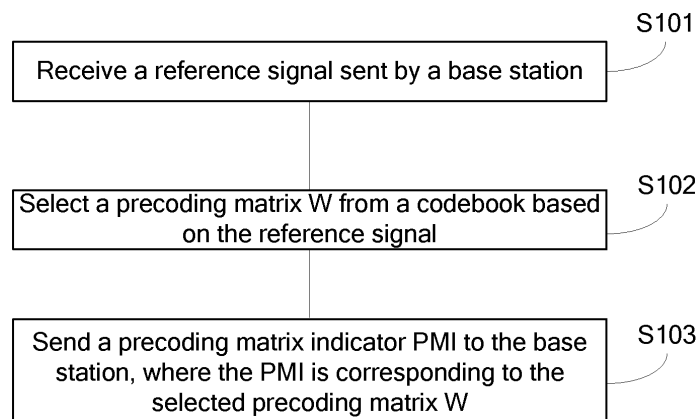 S101
Receive a reference signal sent by a base station
S102
Select a precoding matrix W from a codebook based
on the reference signal
S103
Send a precoding matrix indicator PMI to the base
station, where the PMI is corresponding to the
selected precoding matrix W